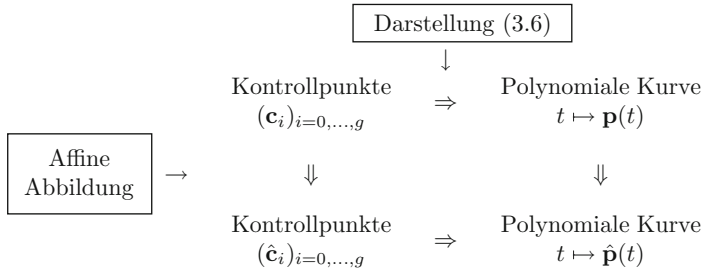 Darstellung (3.6)
↓
Kontrollpunkte ⇒ Polynomiale Kurve
(c_i)_{i=0,...,g} t ↦ p(t)
Affine
Abbildung → ⇓ ⇓
Kontrollpunkte ⇒ Polynomiale Kurve
(ĉ_i)_{i=0,...,g} t ↦ p̂(t)